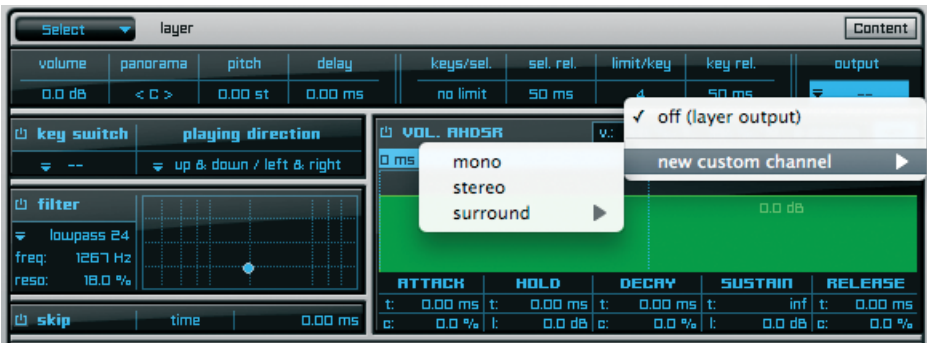 Select layer Content
volume panorama pitch delay keys/sel. sel. rel. limit/key key rel. output
0.0 dB < C > 0.00 st 0.00 ms no limit 50 ms 4 50 ms --
✓ off (layer output)
key switch playing direction VOL. AHDSR v.:
-- up & down / left & right 0 ms
new custom channel
mono
stereo
surround
filter 0.0 dB
lowpass 24
freq: 1267 Hz
reso: 18.0 %
ATTACK HOLD DECAY SUSTAIN RELEASE
t: 0.00 ms t: 0.00 ms t: 0.00 ms t: inf t: 0.00 ms
skip time 0.00 ms c: 0.0 % l: 0.0 dB c: 0.0 % l: 0.0 dB c: 0.0 %